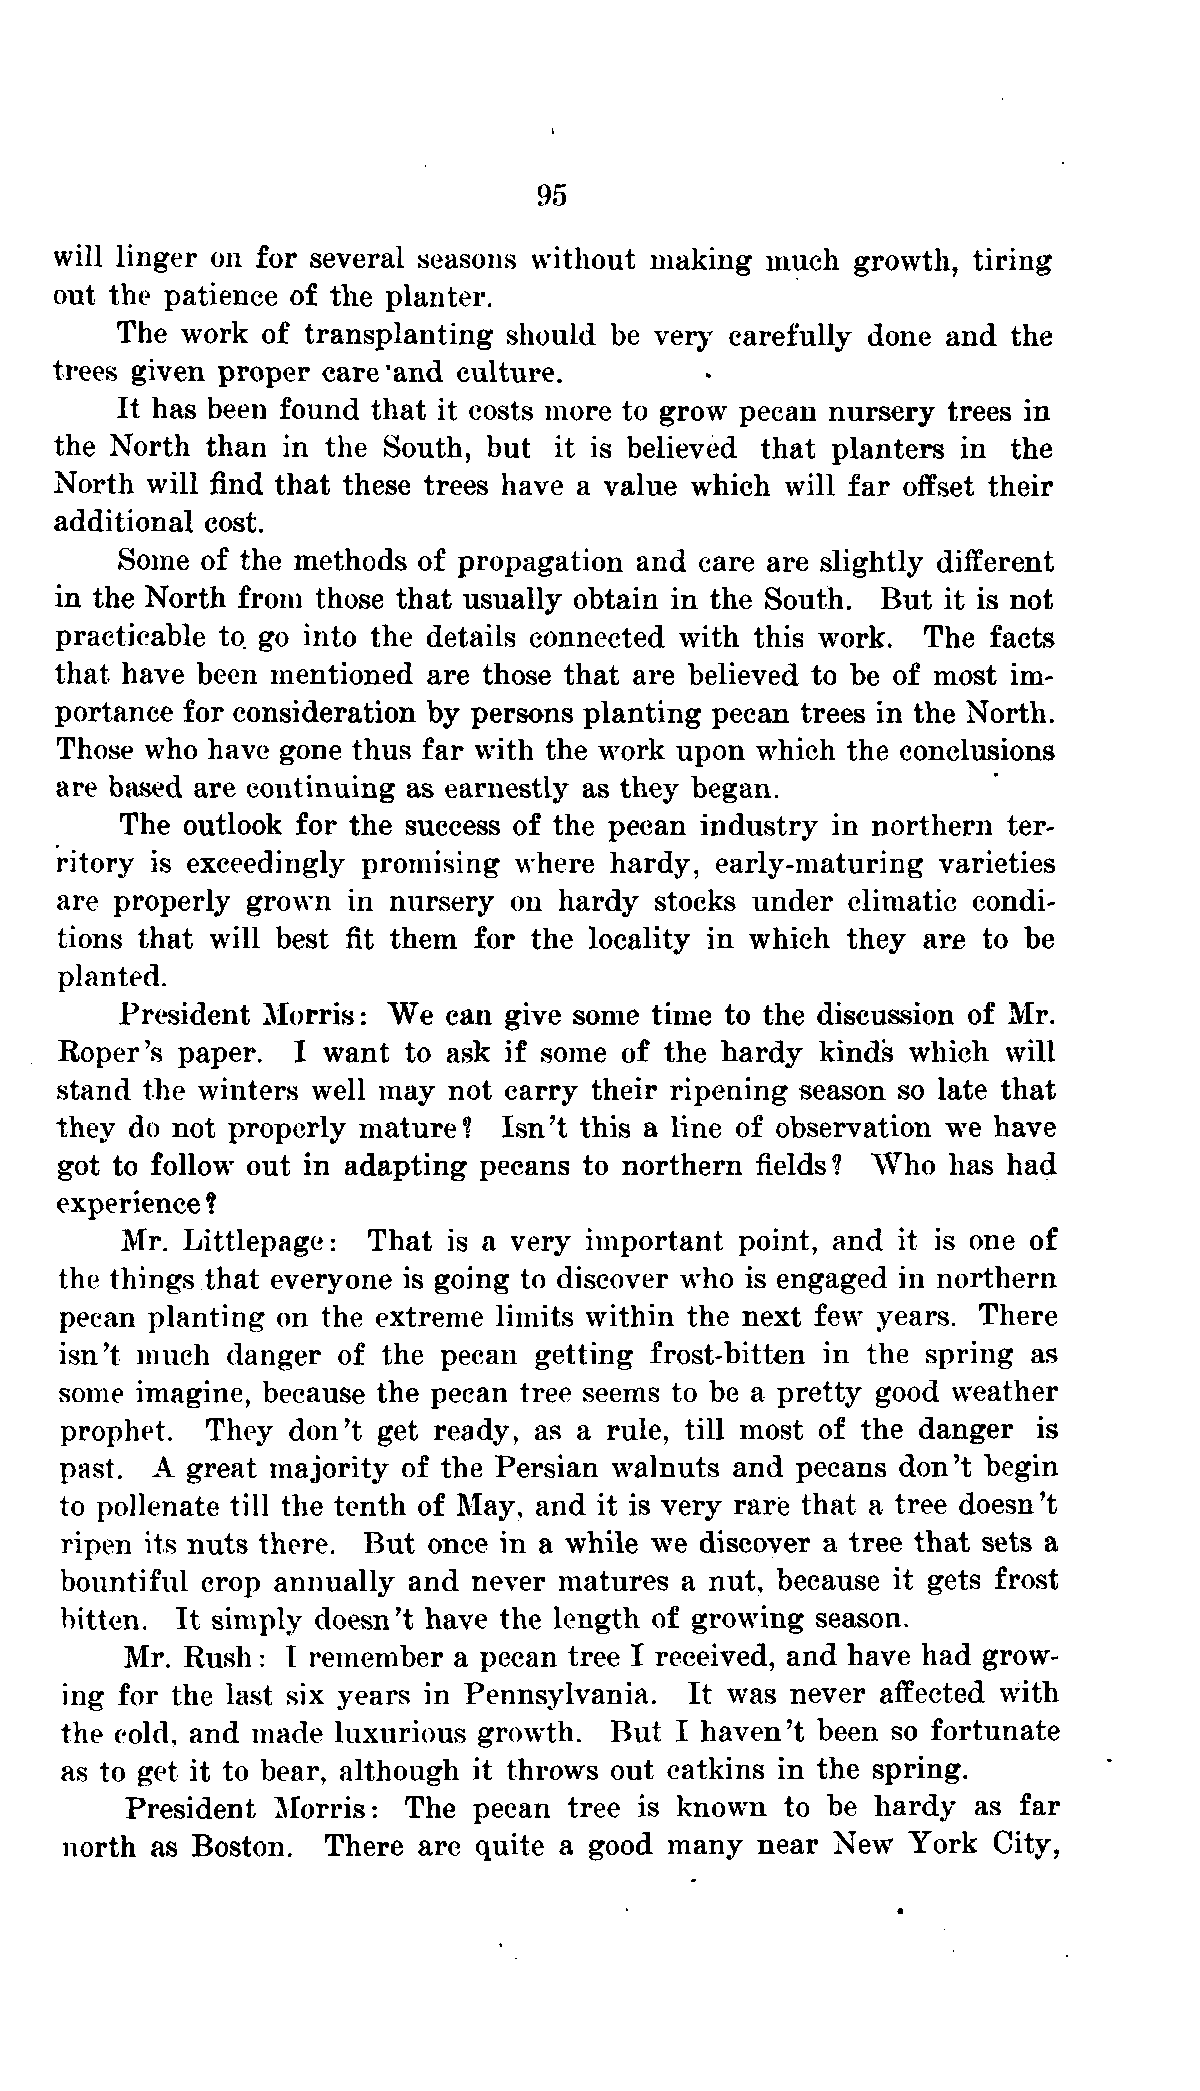 95
will linger on for several seasons without making much growth, tiring
out the patience of the planter.
The work of transplanting should be very carefully done and the
trees given proper care and culture.
It has been found that it costs more to grow pecan nursery trees in
the North than in the South, but it is believed that planters in the
North will find that these trees have a value which will far offset their
additional cost.
Some of the methods of propagation and care are slightly different
in the North from those that usually obtain in the South. But it is not
practicable to go into the details connected with this work. The facts
that have been mentioned are those that are believed to be of most im-
portance for consideration by persons planting pecan trees in the North.
Those who have gone thus far with the work upon which the conclusions
are based are continuing as earnestly as they began.
The outlook for the success of the pecan industry in northern ter-
ritory is exceedingly promising where hardy, early-maturing varieties
are properly grown in nursery on hardy stocks under climatic condi-
tions that will best fit them for the locality in which they are to be
planted.
President Morris: We can give some time to the discussion of Mr.
Roper's paper. I want to ask if some of the hardy kinds which will
stand the winters well may not carry their ripening season so late that
they do not properly mature? Isn't this a line of observation we have
got to follow out in adapting pecans to northern fields? Who has had
experience?
Mr. Littlepage: That is a very important point, and it is one of
the things that everyone is going to discover who is engaged in northern
pecan planting on the extreme limits within the next few years. There
isn't much danger of the pecan getting frost-bitten in the spring as
some imagine, because the pecan tree seems to be a pretty good weather
prophet. They don't get ready, as a rule, till most of the danger is
past. A great majority of the Persian walnuts and pecans don't begin
to pollenate till the tenth of May, and it is very rare that a tree doesn't
ripen its nuts there. But once in a while we discover a tree that sets a
bountiful crop annually and never matures a nut, because it gets frost
bitten. It simply doesn't have the length of growing season.
Mr. Rush: I remember a pecan tree I received, and have had grow-
ing for the last six years in Pennsylvania. It was never affected with
the cold, and made luxurious growth. But I haven't been so fortunate
as to get it to bear, although it throws out catkins in the spring.
President Morris: The pecan tree is known to be hardy as far
north as Boston. There are quite a good many near New York City,